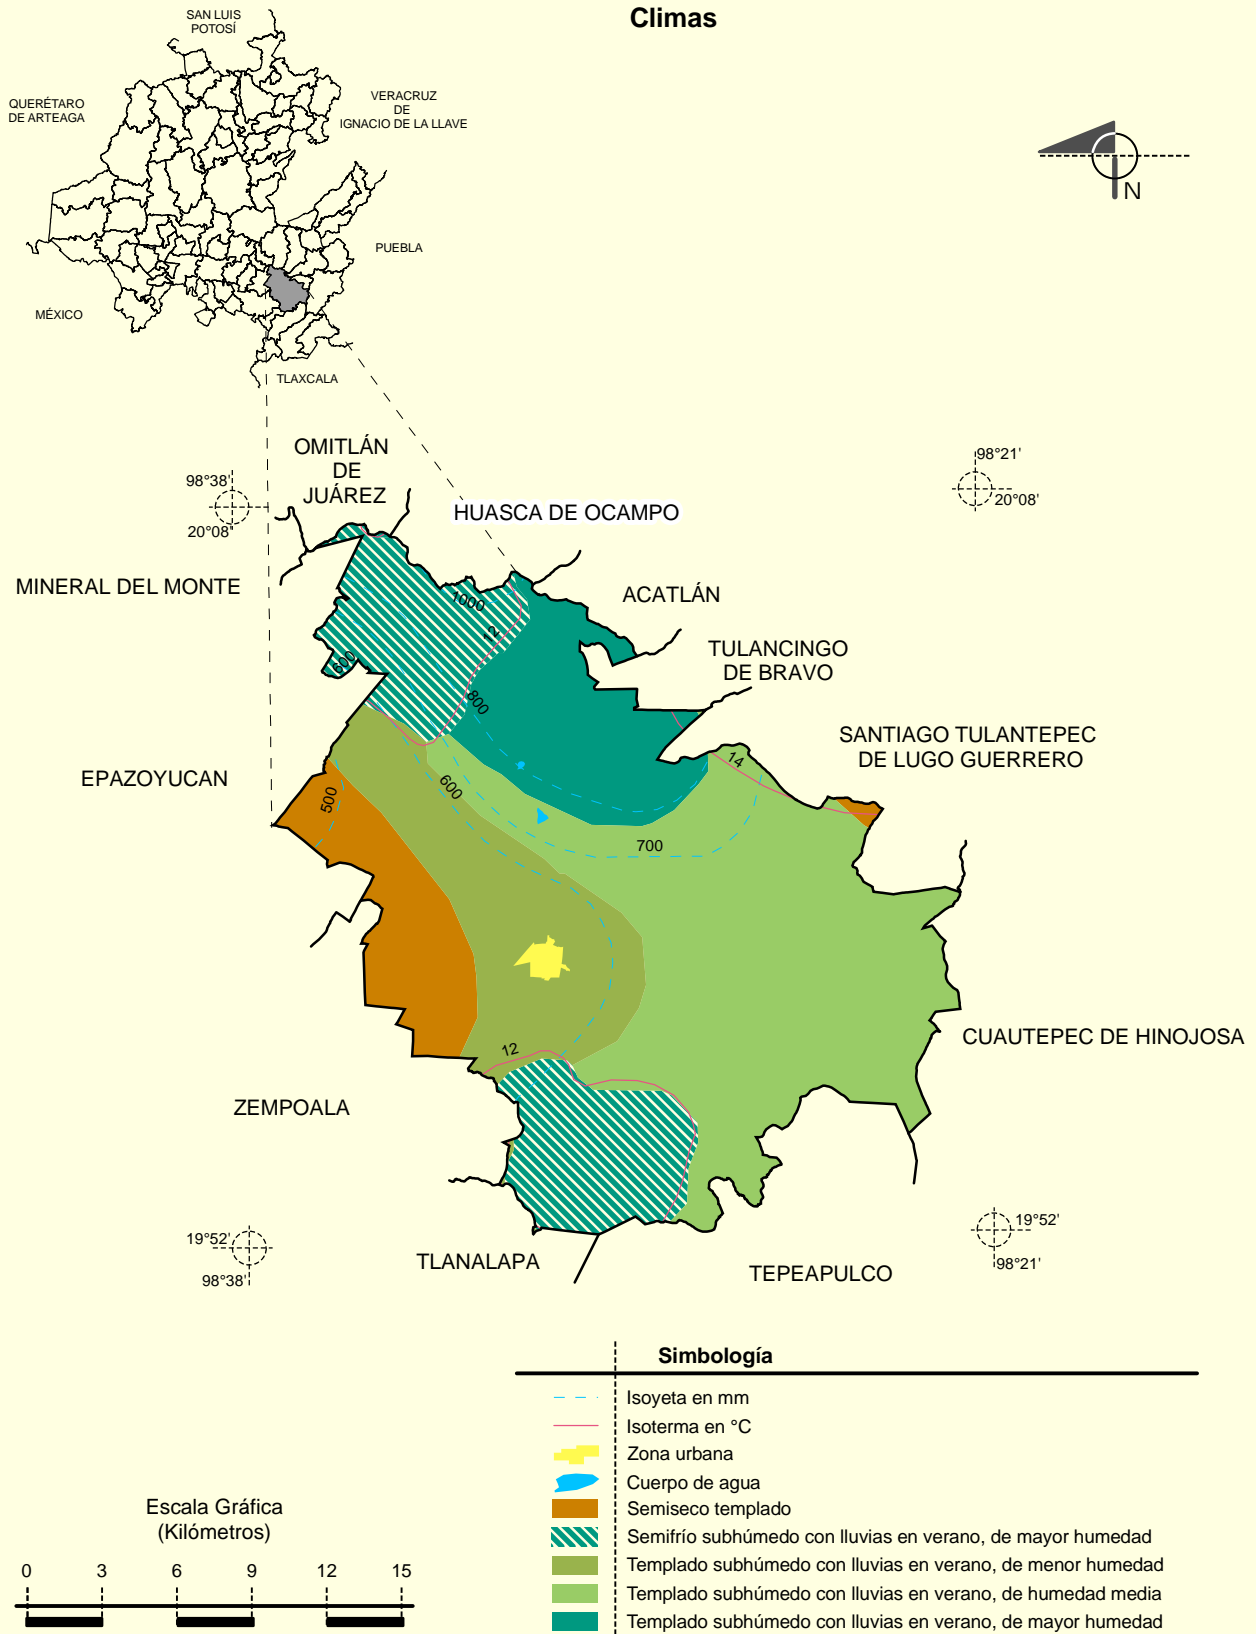 Climas
SAN LUIS
POTOSÍ
QUERÉTARO
DE ARTEAGA
VERACRUZ
DE
IGNACIO DE LA LLAVE
N
PUEBLA
MÉXICO
TLAXCALA
OMITLÁN
DE
JUÁREZ
98°38'
20°08'
98°21'
20°08'
HUASCA DE OCAMPO
MINERAL DEL MONTE
ACATLÁN
1000
12
TULANCINGO
DE BRAVO
600
800
SANTIAGO TULANTEPEC
DE LUGO GUERRERO
14
EPAZOYUCAN
500
600
700
CUAUTEPEC DE HINOJOSA
12
ZEMPOALA
19°52'
98°38'
19°52'
98°21'
TLANALAPA
TEPEAPULCO
Simbología
Isoyeta en mm
Isoterma en °C
Zona urbana
Cuerpo de agua
Semiseco templado
Semifrío subhúmedo con lluvias en verano, de mayor humedad
Templado subhúmedo con lluvias en verano, de menor humedad
Templado subhúmedo con lluvias en verano, de humedad media
Templado subhúmedo con lluvias en verano, de mayor humedad
Escala Gráfica
(Kilómetros)
0 3 6 9 12 15